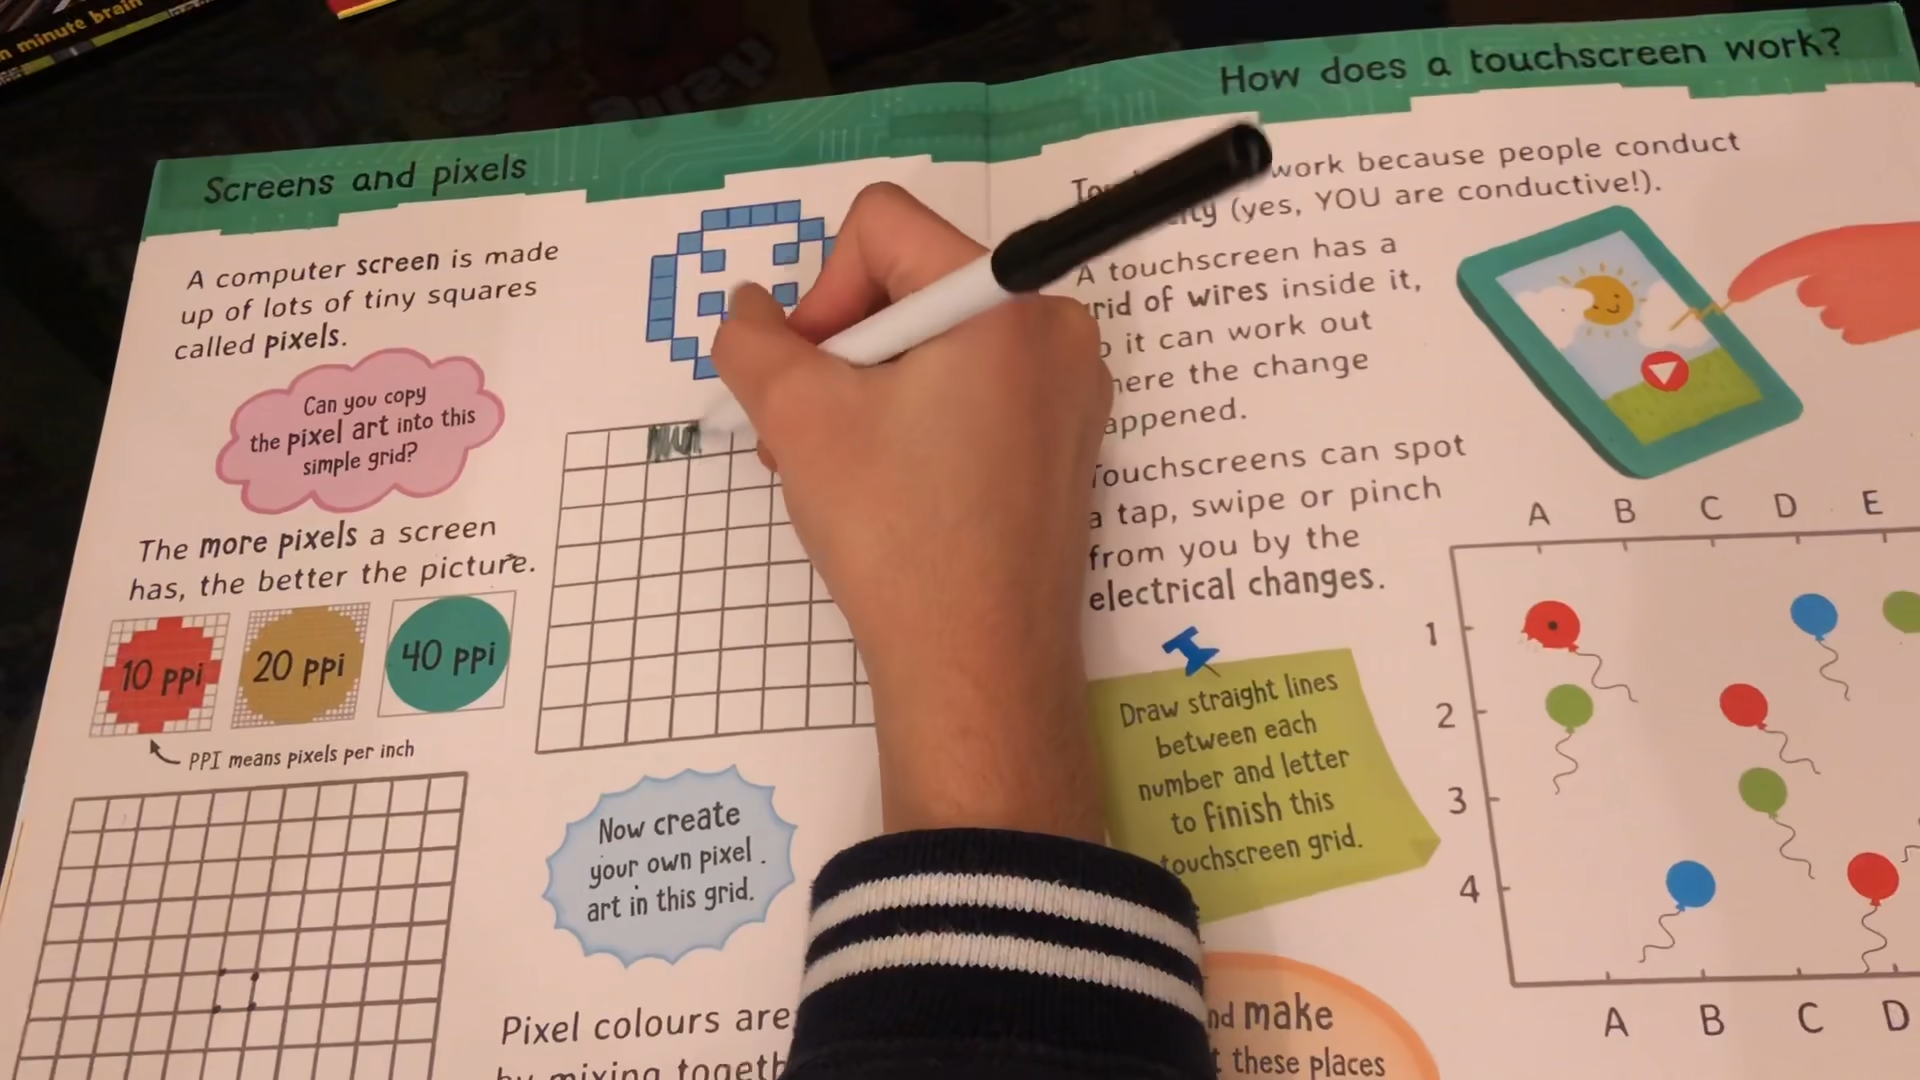 n minute brain
Screens and pixels
A computer screen is made
up of lots of tiny squares
called pixels.
Can you copy
the pixel art into this
simple grid?
The more pixels a screen
has, the better the picture.
10 ppi
20 ppi
40 ppi
PPI means pixels per inch
Now create
your own pixel
art in this grid.
Pixel colours are
by mixing
How does a touchscreen work?
work because people conduct
(yes, YOU are conductive!).
A touchscreen has a
grid of wires inside it,
it can work out
the change
Touchscreens can spot
a tap, swipe or pinch
from you by the
electrical changes.
Draw straight lines
between each
number and letter
to finish this
touchscreen grid.
A B C D E
1
2
3
4
A B C D
make
these places